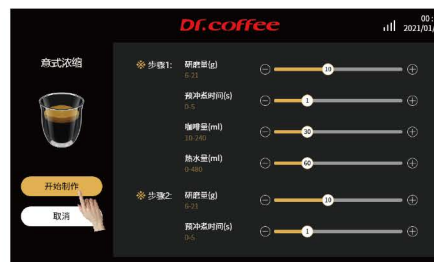 Dr.coffee
00:
2021/01/
意式浓缩
步骤1:
研磨量(g)
6-21
10
预冲煮时间(s)
0-5
1
咖啡量(ml)
10-240
30
热水量(ml)
0-480
60
开始制作
取消
步骤2:
研磨量(g)
6-21
10
预冲煮时间(s)
0-5
1